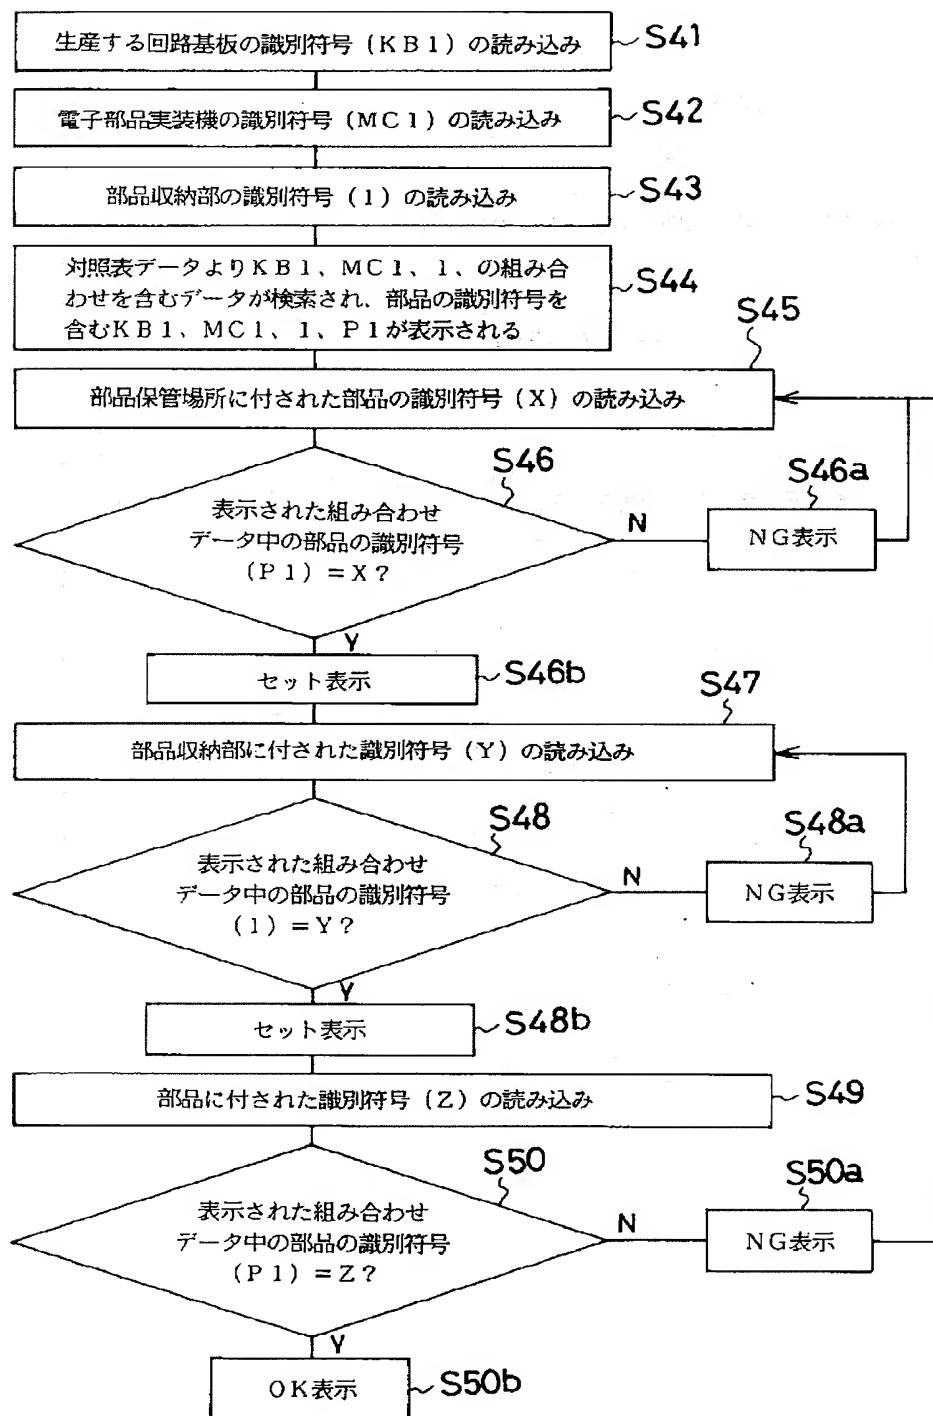 生産する回路基板の識別符号（KB1）の読み込み
S41
電子部品実装機の識別符号（MC1）の読み込み
S42
部品収納部の識別符号（1）の読み込み
S43
対照表データよりKB1、MC1、1、の組み合
わせを含むデータが検索され、部品の識別符号を
含むKB1、MC1、1、P1が表示される
S44
S45
部品保管場所に付された部品の識別符号（X）の読み込み
S46
表示された組み合わせ
データ中の部品の識別符号
（P1）＝X？
N
S46a
NG表示
Y
セット表示
S46b
S47
部品収納部に付された識別符号（Y）の読み込み
S48
表示された組み合わせ
データ中の部品の識別符号
（1）＝Y？
N
S48a
NG表示
Y
セット表示
S48b
部品に付された識別符号（Z）の読み込み
S49
S50
表示された組み合わせ
データ中の部品の識別符号
（P1）＝Z？
N
S50a
NG表示
Y
OK表示
S50b